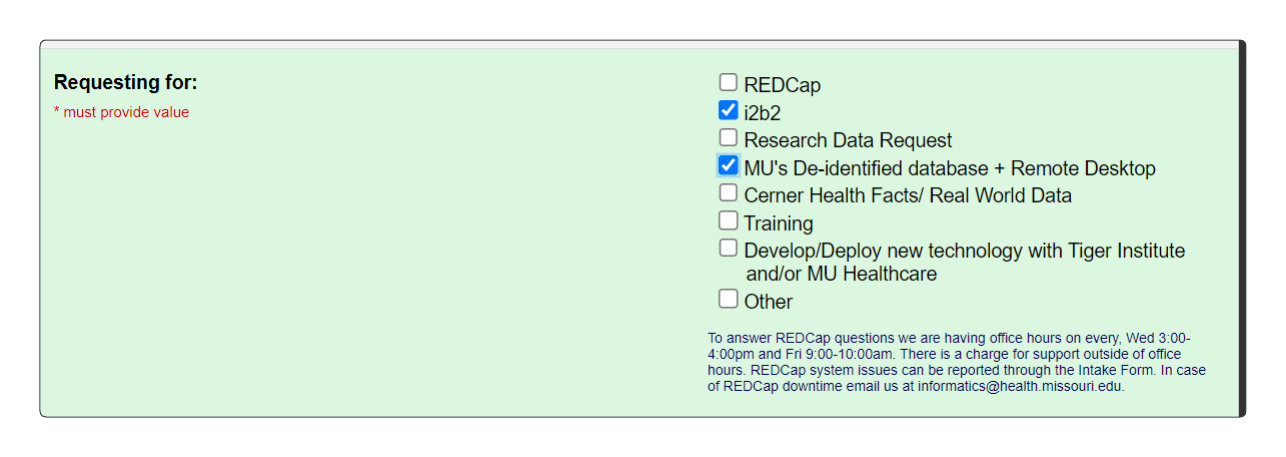 Requesting for:
* must provide value
REDCap
i2b2
Research Data Request
MU's De-identified database + Remote Desktop
Cerner Health Facts/ Real World Data
Training
Develop/Deploy new technology with Tiger Institute
and/or MU Healthcare
Other
To answer REDCap questions we are having office hours on every, Wed 3:00-
4:00pm and Fri 9:00-10:00am. There is a charge for support outside of office
hours. REDCap system issues can be reported through the Intake Form. In case
of REDCap downtime email us at informatics@health.missouri.edu.